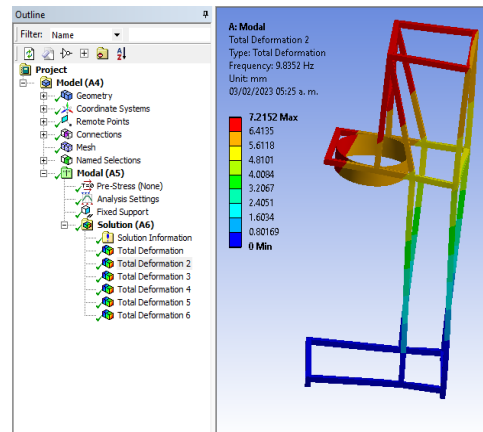 Outline
Filter: Name
Project
Model (A4)
Geometry
Coordinate Systems
Remote Points
Connections
Mesh
Named Selections
Modal (A5)
Pre-Stress (None)
Analysis Settings
Fixed Support
Solution (A6)
Solution Information
Total Deformation
Total Deformation 2
Total Deformation 3
Total Deformation 4
Total Deformation 5
Total Deformation 6
A: Modal
Total Deformation 2
Type: Total Deformation
Frequency: 9.8352 Hz
Unit: mm
03/02/2023 05:25 a. m.
7.2152 Max
6.4135
5.6118
4.8101
4.0084
3.2067
2.4051
1.6034
0.80169
0 Min